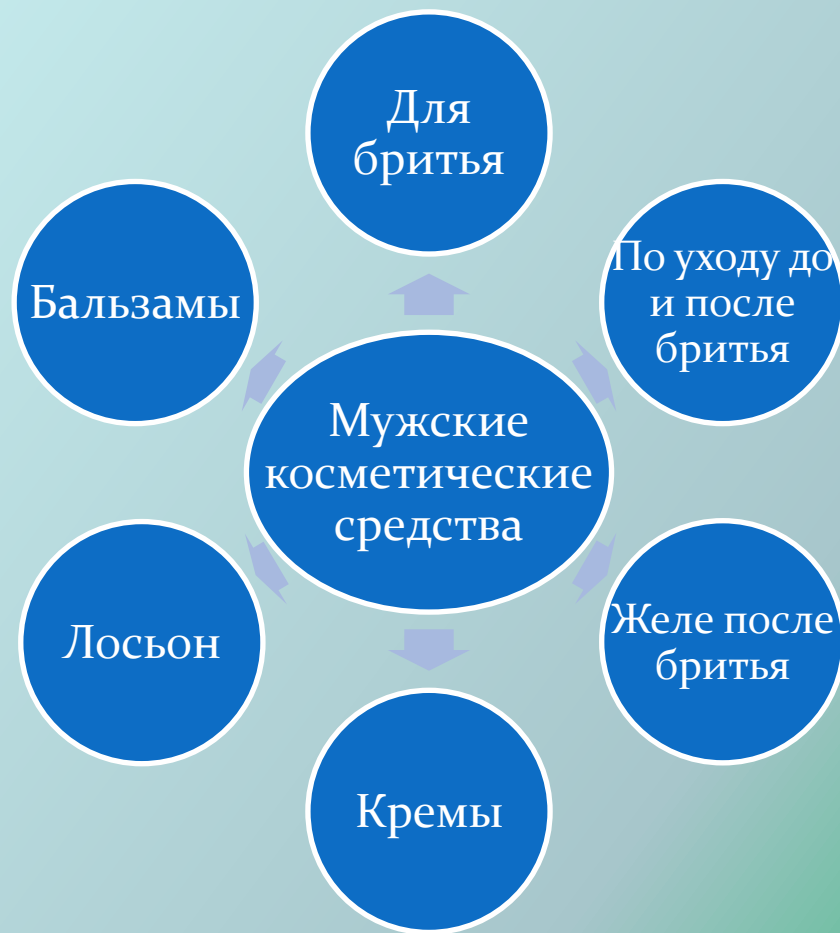 Для
бритья
По уходу до
и после
бритья
Бальзамы
Мужские
косметические
средства
Желе после
бритья
Лосьон
Кремы